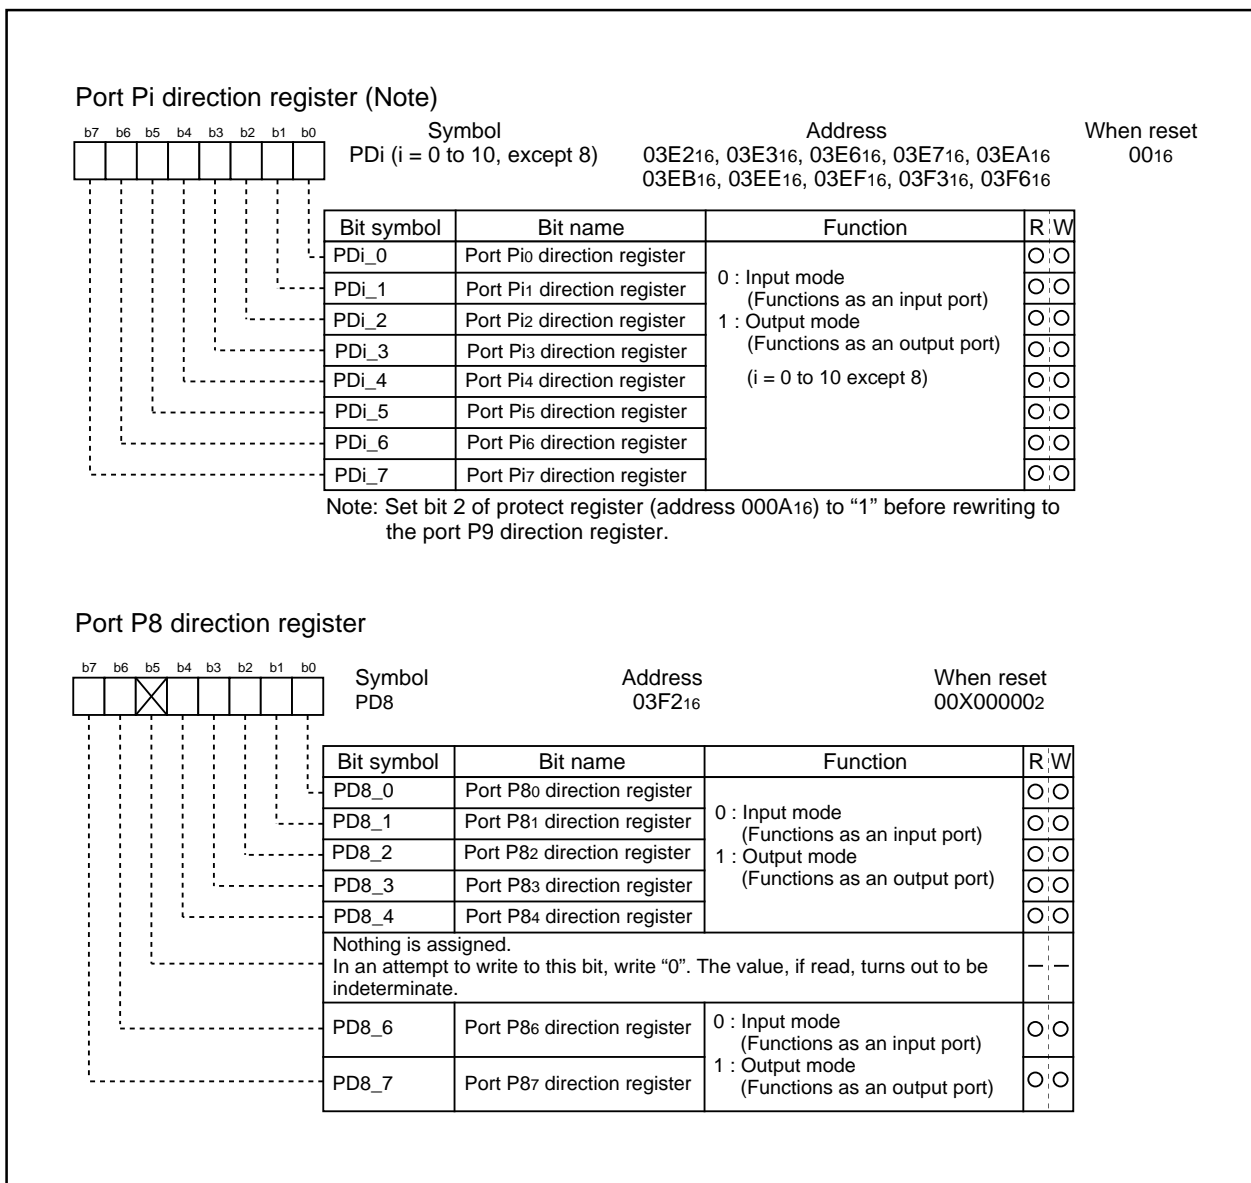 Port Pi direction register (Note)
b7 b6 b5 b4 b3 b2 b1 b0
Symbol Address When reset
PDi (i = 0 to 10, except 8) 03E216, 03E316, 03E616, 03E716, 03EA16 0016
03EB16, 03EE16, 03EF16, 03F316, 03F616
Bit symbol Bit name Function R W
PDi_0 Port Pi0 direction register
PDi_1 Port Pi1 direction register
PDi_2 Port Pi2 direction register
PDi_3 Port Pi3 direction register
PDi_4 Port Pi4 direction register
PDi_5 Port Pi5 direction register
PDi_6 Port Pi6 direction register
PDi_7 Port Pi7 direction register
0 : Input mode
(Functions as an input port)
1 : Output mode
(Functions as an output port)
(i = 0 to 10 except 8)
Note: Set bit 2 of protect register (address 000A16) to “1” before rewriting to
the port P9 direction register.
Port P8 direction register
b7 b6 b5 b4 b3 b2 b1 b0
Symbol Address When reset
PD8 03F216 00X000002
Bit symbol Bit name Function R W
PD8_0 Port P80 direction register
PD8_1 Port P81 direction register
PD8_2 Port P82 direction register
PD8_3 Port P83 direction register
PD8_4 Port P84 direction register
0 : Input mode
(Functions as an input port)
1 : Output mode
(Functions as an output port)
Nothing is assigned.
In an attempt to write to this bit, write “0”. The value, if read, turns out to be
indeterminate.
PD8_6 Port P86 direction register
PD8_7 Port P87 direction register
0 : Input mode
(Functions as an input port)
1 : Output mode
(Functions as an output port)